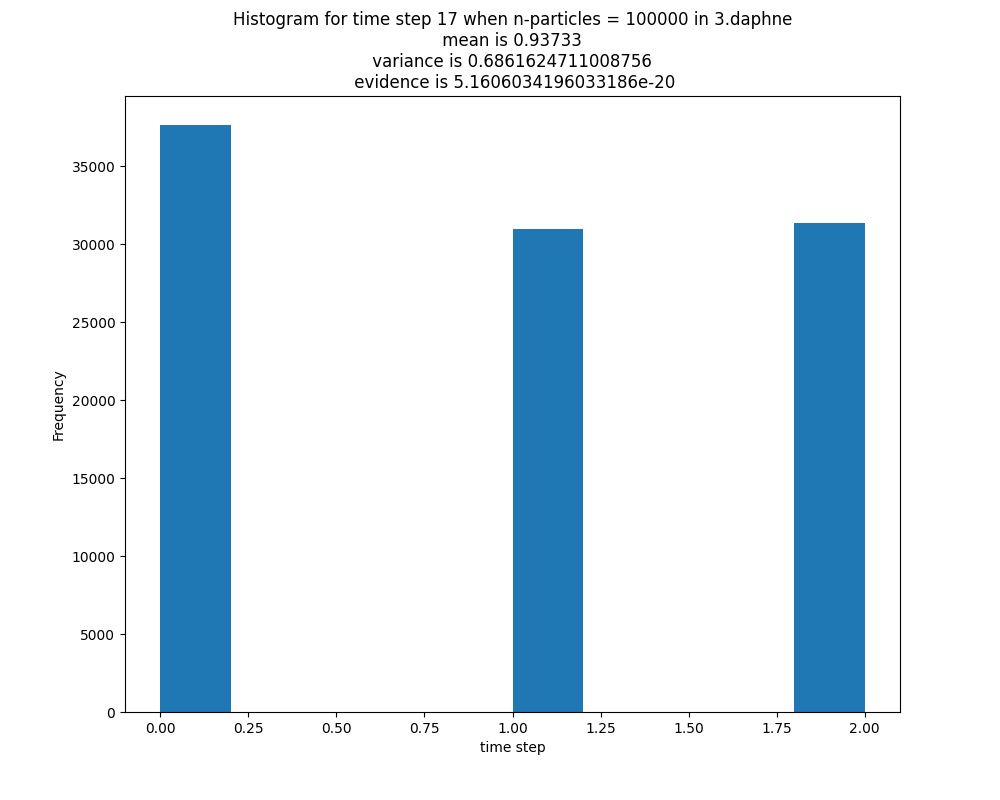 Histogram for time step 17 when n-particles = 100000 in 3.daphne
mean is 0.93733
variance is 0.6861624711008756
evidence is 5.1606034196033186e-20
35000
30000
25000
20000
15000
10000
5000
0
Frequency
0.00 0.25 0.50 0.75 1.00 1.25 1.50 1.75 2.00
time step